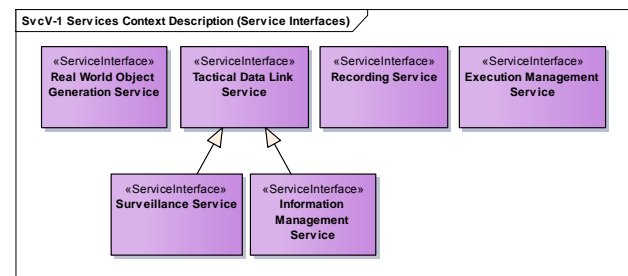 SvcV-1 Services Context Description (Service Interfaces)
«ServiceInterface»
Real World Object
Generation Service
«ServiceInterface»
Tactical Data Link
Service
«ServiceInterface»
Recording Service
«ServiceInterface»
Execution Management
Service
«ServiceInterface»
Surveillance Service
«ServiceInterface»
Information
Management
Service